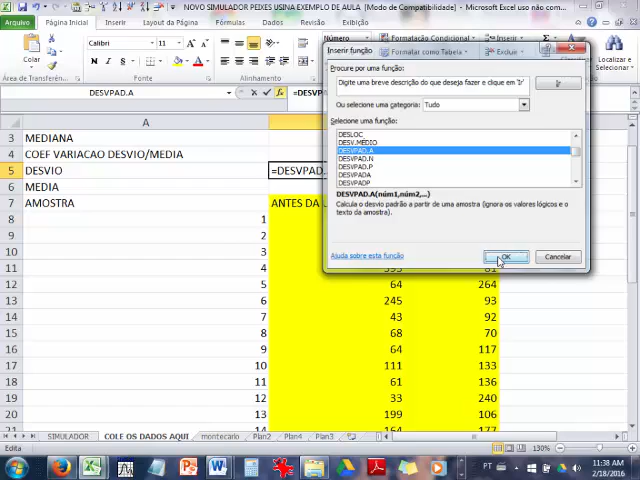 NOVO SIMULADOR PEIXES USINA EXEMPLO DE AULA [Modo de Compatibilidade] - Microsoft Excel uso não com...
Arquivo Página Inicial Inserir Layout da Página Fórmulas Dados
Colar
Área de Transferên...
Calibri 11
Fonte
Número
Formatação Condicional
Formatar como Tabela
Inserir
Excluir
Localizar e
Selecionar
DESVPAD.A =DESVP
A
3 MEDIANA
4 COEF VARIACAO DESVIO/MEDIA
5 DESVIO =DESVPAD.
6 MEDIA
7 AMOSTRA ANTES DA
8 1
9 2
10 3
11 4
12 5 64 264
13 6 245 93
14 7 43 92
15 8 68 70
16 9 64 117
17 10 111 133
18 11 61 136
19 12 33 240
20 13 199 106
21 14 164 177
Inserir função
Procure por uma função:
Digite uma breve descrição do que deseja fazer e clique em 'Ir'
Ir
Ou selecione uma categoria: Tudo
Selecione uma função:
DESLOC
DESV.MÉDIO
DESVPAD.A
DESVPAD.N
DESVPAD.P
DESVPADA
DESVPADP
DESVPAD.A(núm1,núm2,...)
Calcula o desvio padrão a partir de uma amostra (ignora os valores lógicos e o
texto da amostra).
Ajuda sobre esta função
OK Cancelar
SIMULADOR COLE OS DADOS AQUI montecarlo Plan2 Plan4 Plan3
Edita 130%
PT 11:38 AM
2/18/2016